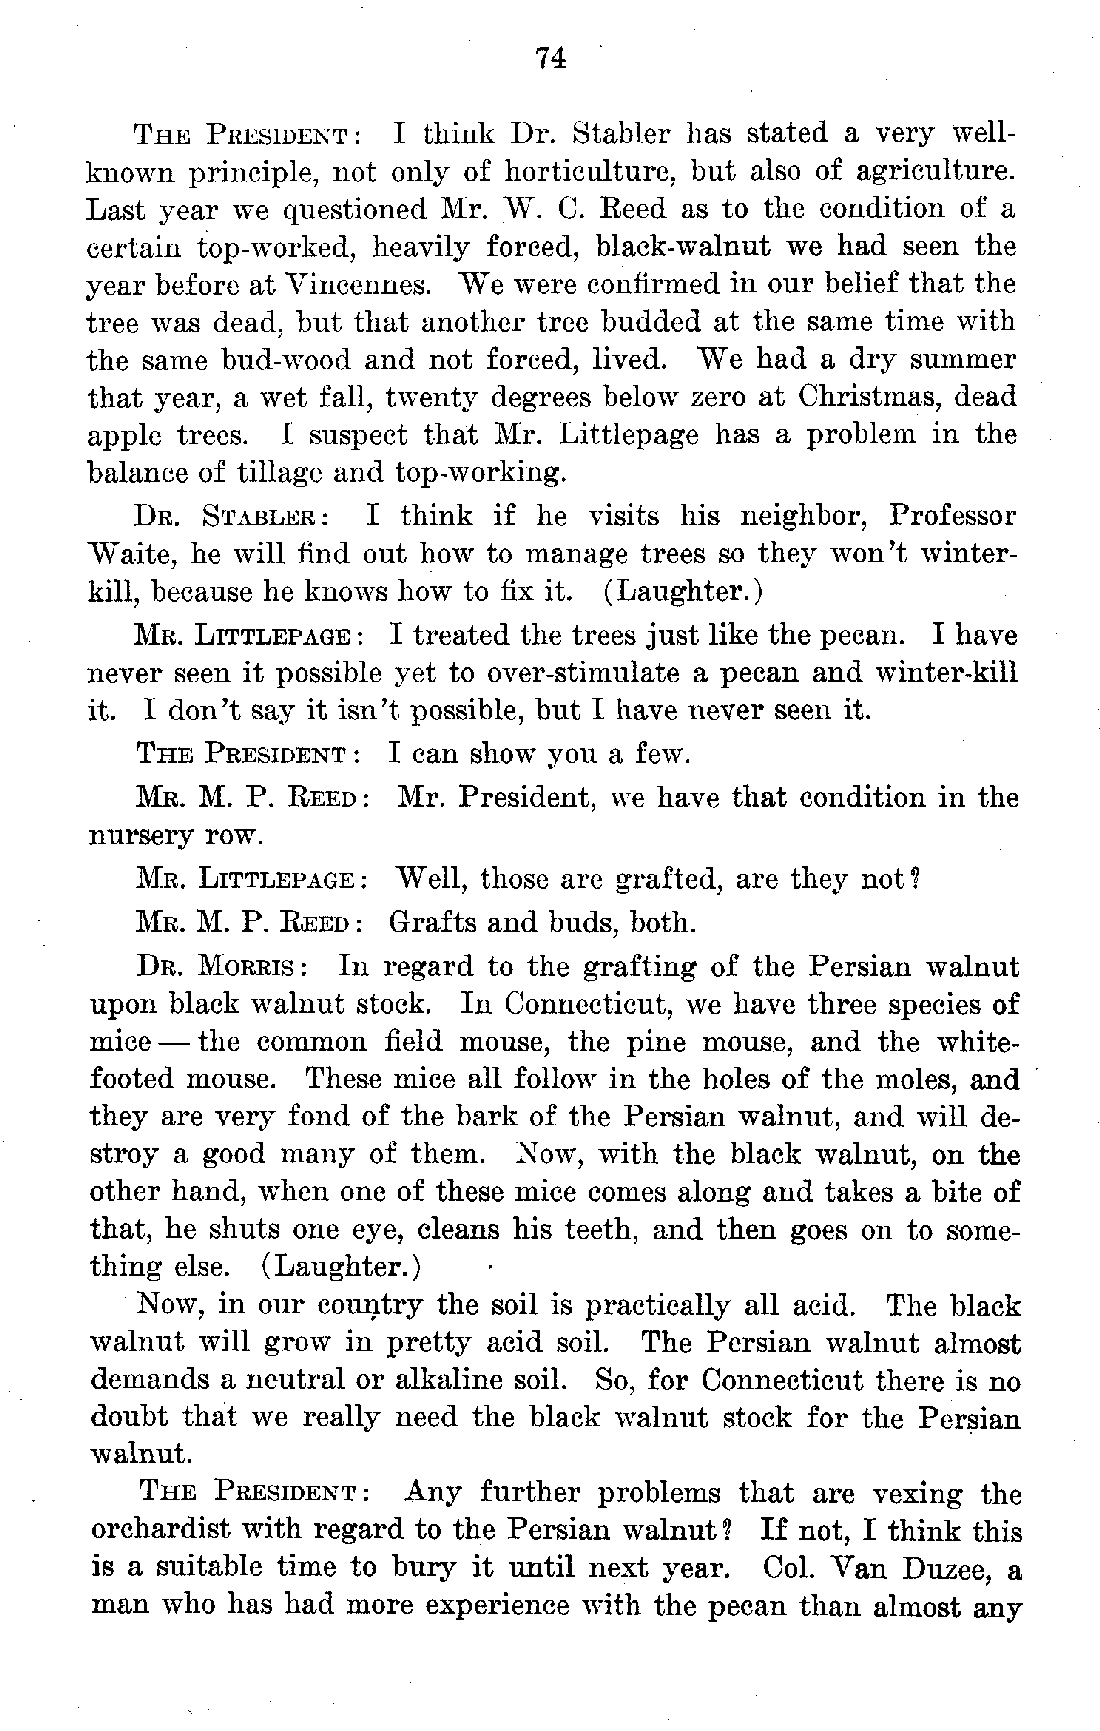 74
THE PRESIDENT: I think Dr. Stabler has stated a very well-
known principle, not only of horticulture, but also of agriculture.
Last year we questioned Mr. W. C. Reed as to the condition of a
certain top-worked, heavily forced, black-walnut we had seen the
year before at Vincennes. We were confirmed in our belief that the
tree was dead, but that another tree budded at the same time with
the same bud-wood and not forced, lived. We had a dry summer
that year, a wet fall, twenty degrees below zero at Christmas, dead
apple trees. I suspect that Mr. Littlepage has a problem in the
balance of tillage and top-working.
DR. STABLER: I think if he visits his neighbor, Professor
Waite, he will find out how to manage trees so they won't winter-
kill, because he knows how to fix it. (Laughter.)
MR. LITTLEPAGE: I treated the trees just like the pecan. I have
never seen it possible yet to over-stimulate a pecan and winter-kill
it. I don't say it isn't possible, but I have never seen it.
THE PRESIDENT: I can show you a few.
MR. M. P. REED: Mr. President, we have that condition in the
nursery row.
MR. LITTLEPAGE: Well, those are grafted, are they not?
MR. M. P. REED: Grafts and buds, both.
DR. MORRIS: In regard to the grafting of the Persian walnut
upon black walnut stock. In Connecticut, we have three species of
mice — the common field mouse, the pine mouse, and the white-
footed mouse. These mice all follow in the holes of the moles, and
they are very fond of the bark of the Persian walnut, and will de-
stroy a good many of them. Now, with the black walnut, on the
other hand, when one of these mice comes along and takes a bite of
that, he shuts one eye, cleans his teeth, and then goes on to some-
thing else. (Laughter.)
Now, in our country the soil is practically all acid. The black
walnut will grow in pretty acid soil. The Persian walnut almost
demands a neutral or alkaline soil. So, for Connecticut there is no
doubt that we really need the black walnut stock for the Persian
walnut.
THE PRESIDENT: Any further problems that are vexing the
orchardist with regard to the Persian walnut? If not, I think this
is a suitable time to bury it until next year. Col. Van Duzee, a
man who has had more experience with the pecan than almost any